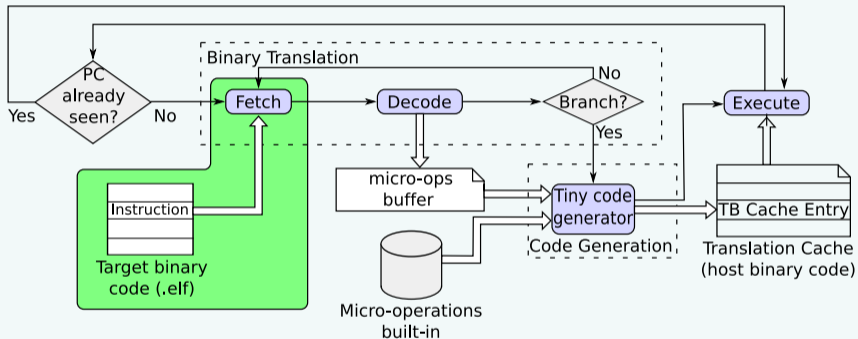 Binary Translation
PC
already
seen?
Yes
No
Fetch
Decode
No
Branch?
Yes
Execute
Instruction
Target binary
code (.elf)
micro-ops
buffer
Tiny code
generator
Code Generation
Micro-operations
built-in
TB Cache Entry
Translation Cache
(host binary code)